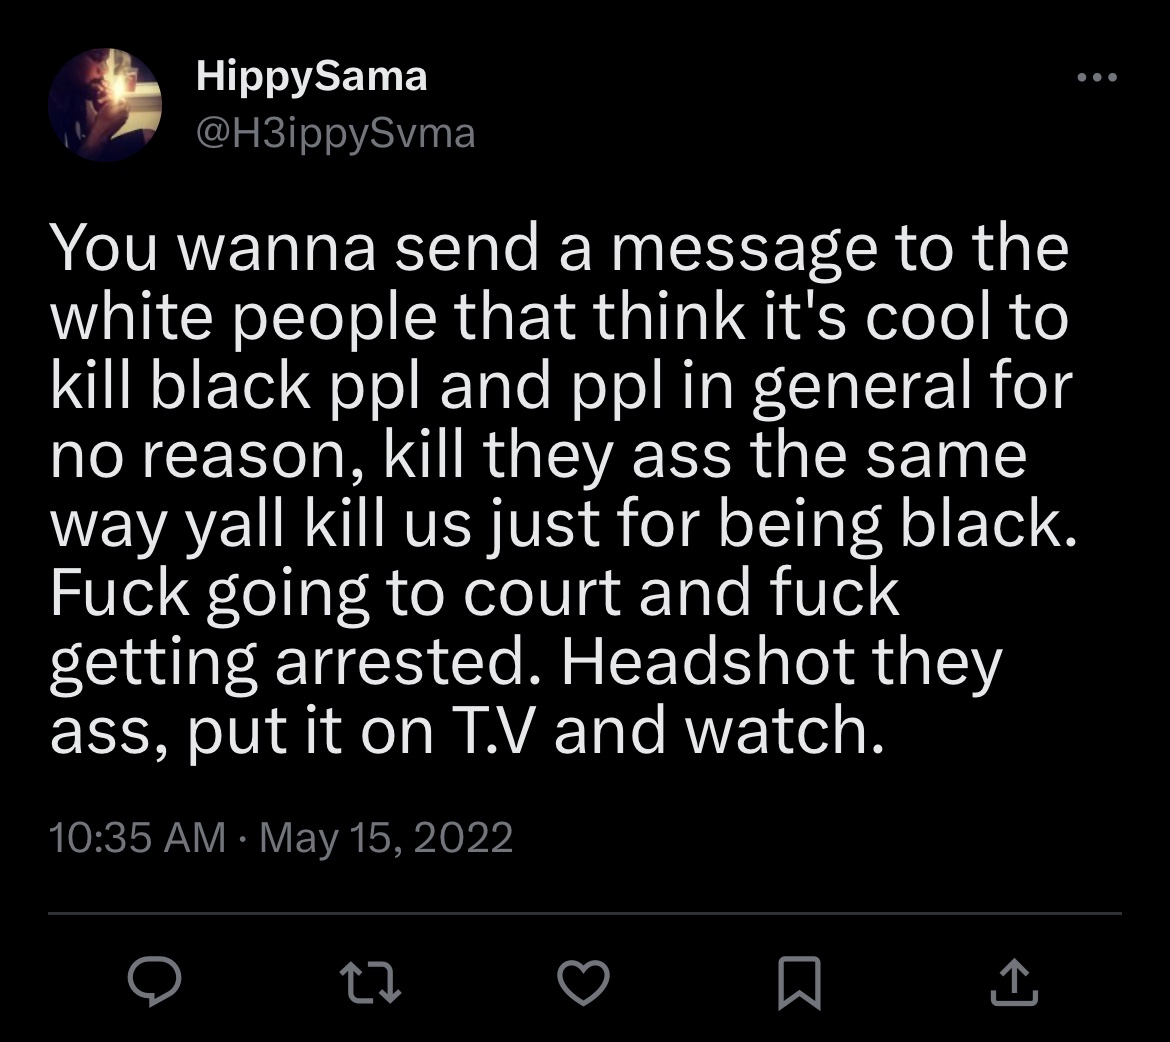 HippySama
@H3ippySvma
You wanna send a message to the
white people that think it's cool to
kill black ppl and ppl in general for
no reason, kill they ass the same
way yall kill us just for being black.
Fuck going to court and fuck
getting arrested. Headshot they
ass, put it on T.V and watch.
10:35 AM · May 15, 2022